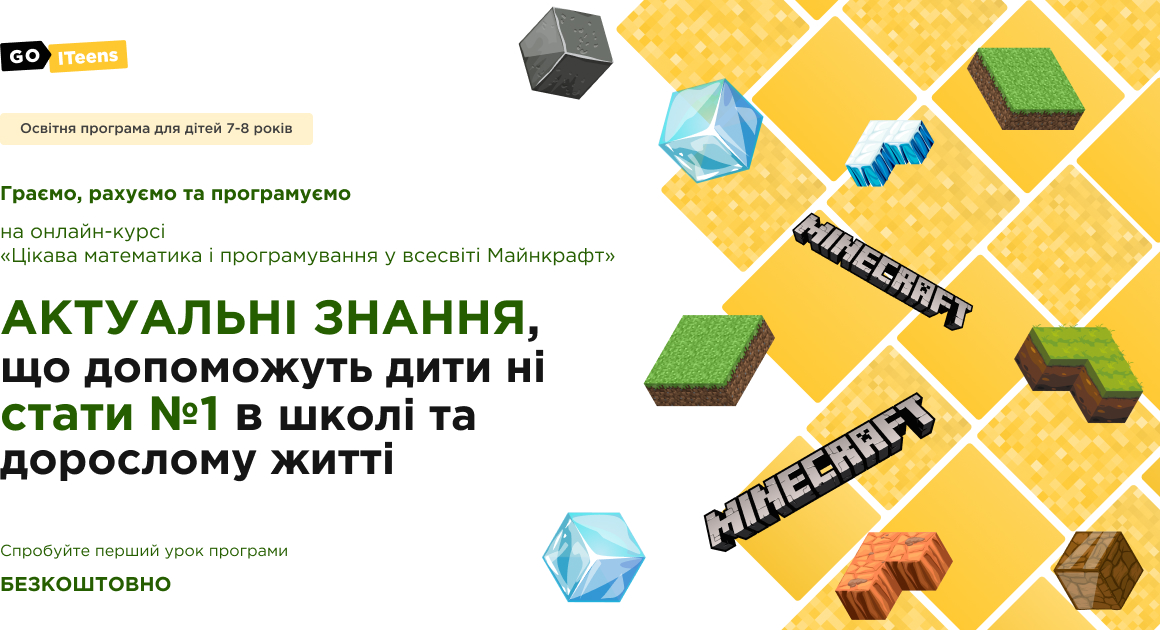 GO ITeens
Освітня програма для дітей 7-8 років
Граємо, рахуємо та програмуємо
на онлайн-курсі
«Цікава математика і програмування у всесвіті Майнкрафт»
АКТУАЛЬНІ ЗНАННЯ,
що допоможуть дити ні
стати №1 в школі та
дорослому житті
Спробуйте перший урок програми
БЕЗКОШТОВНО
MINECRAFT
MINECRAFT